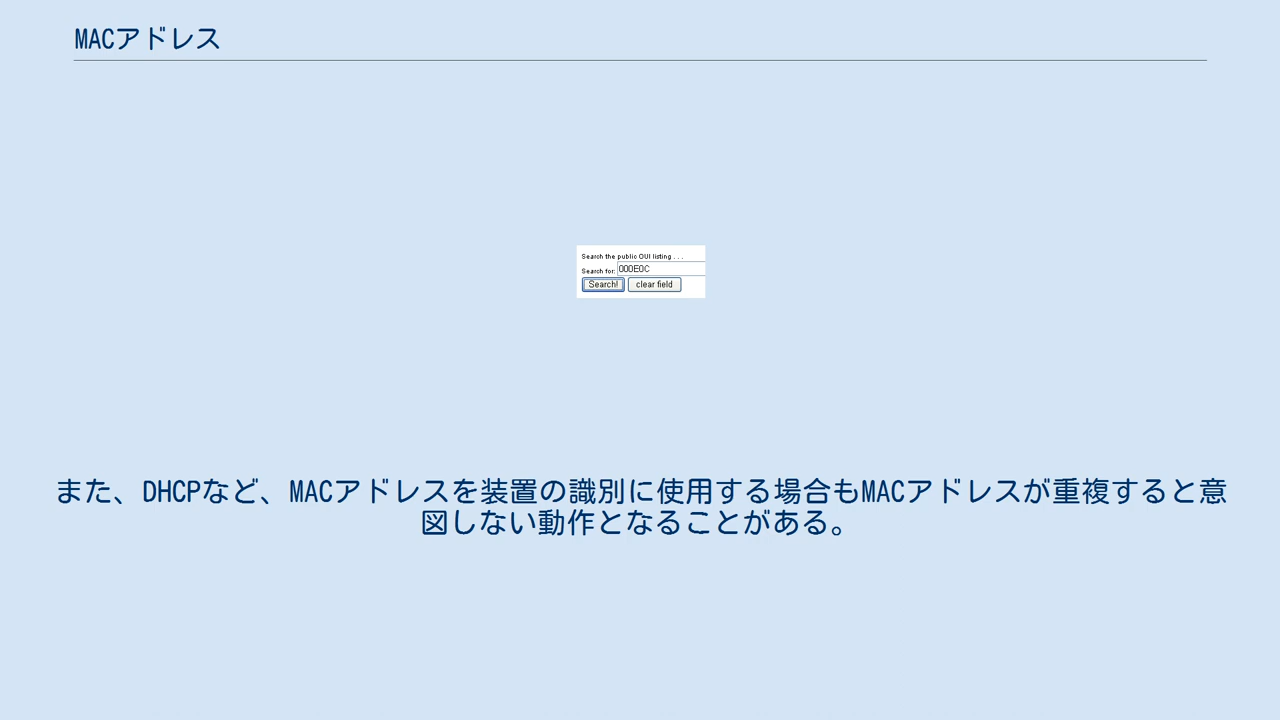 MACアドレス
Search the public OUI listing . . .
Search for: 000E0C
Search! clear field
また、DHCPなど、MACアドレスを装置の識別に使用する場合もMACアドレスが重複すると意
図しない動作となることがある。